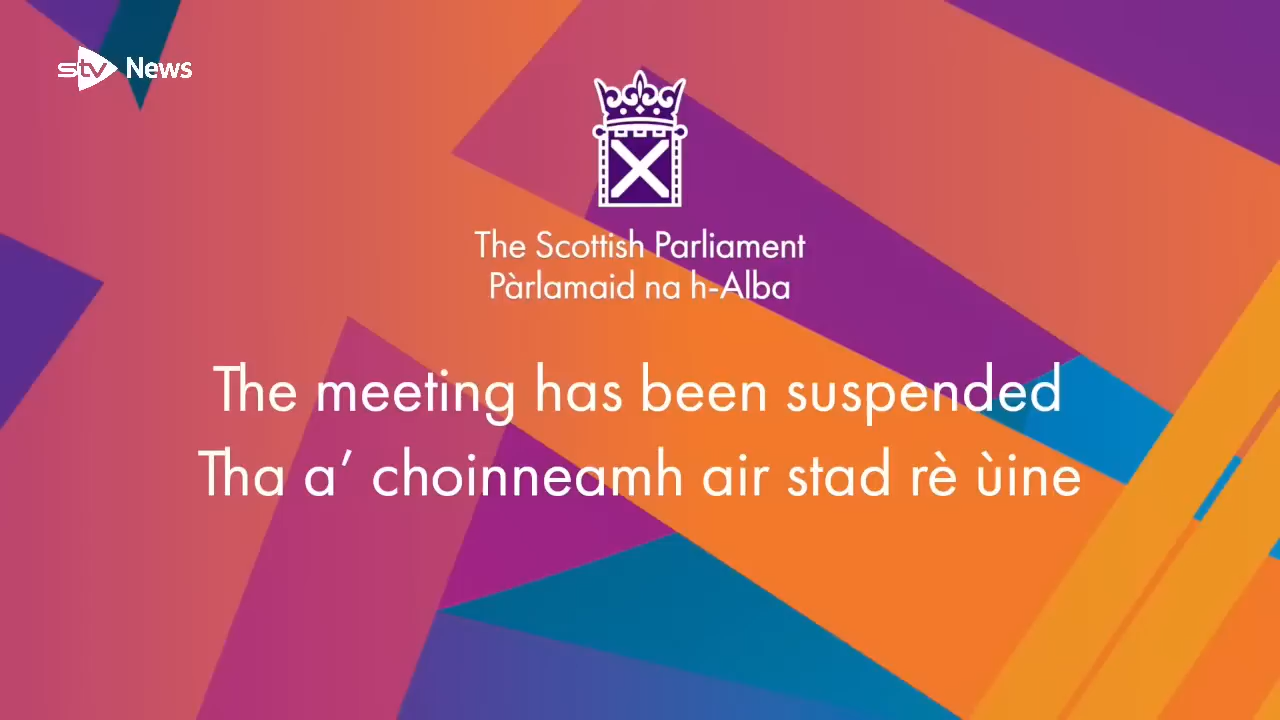 stv News
The Scottish Parliament
Pàrlamaid na h-Alba
The meeting has been suspended
Tha a’ choinneamh air stad rè ùine